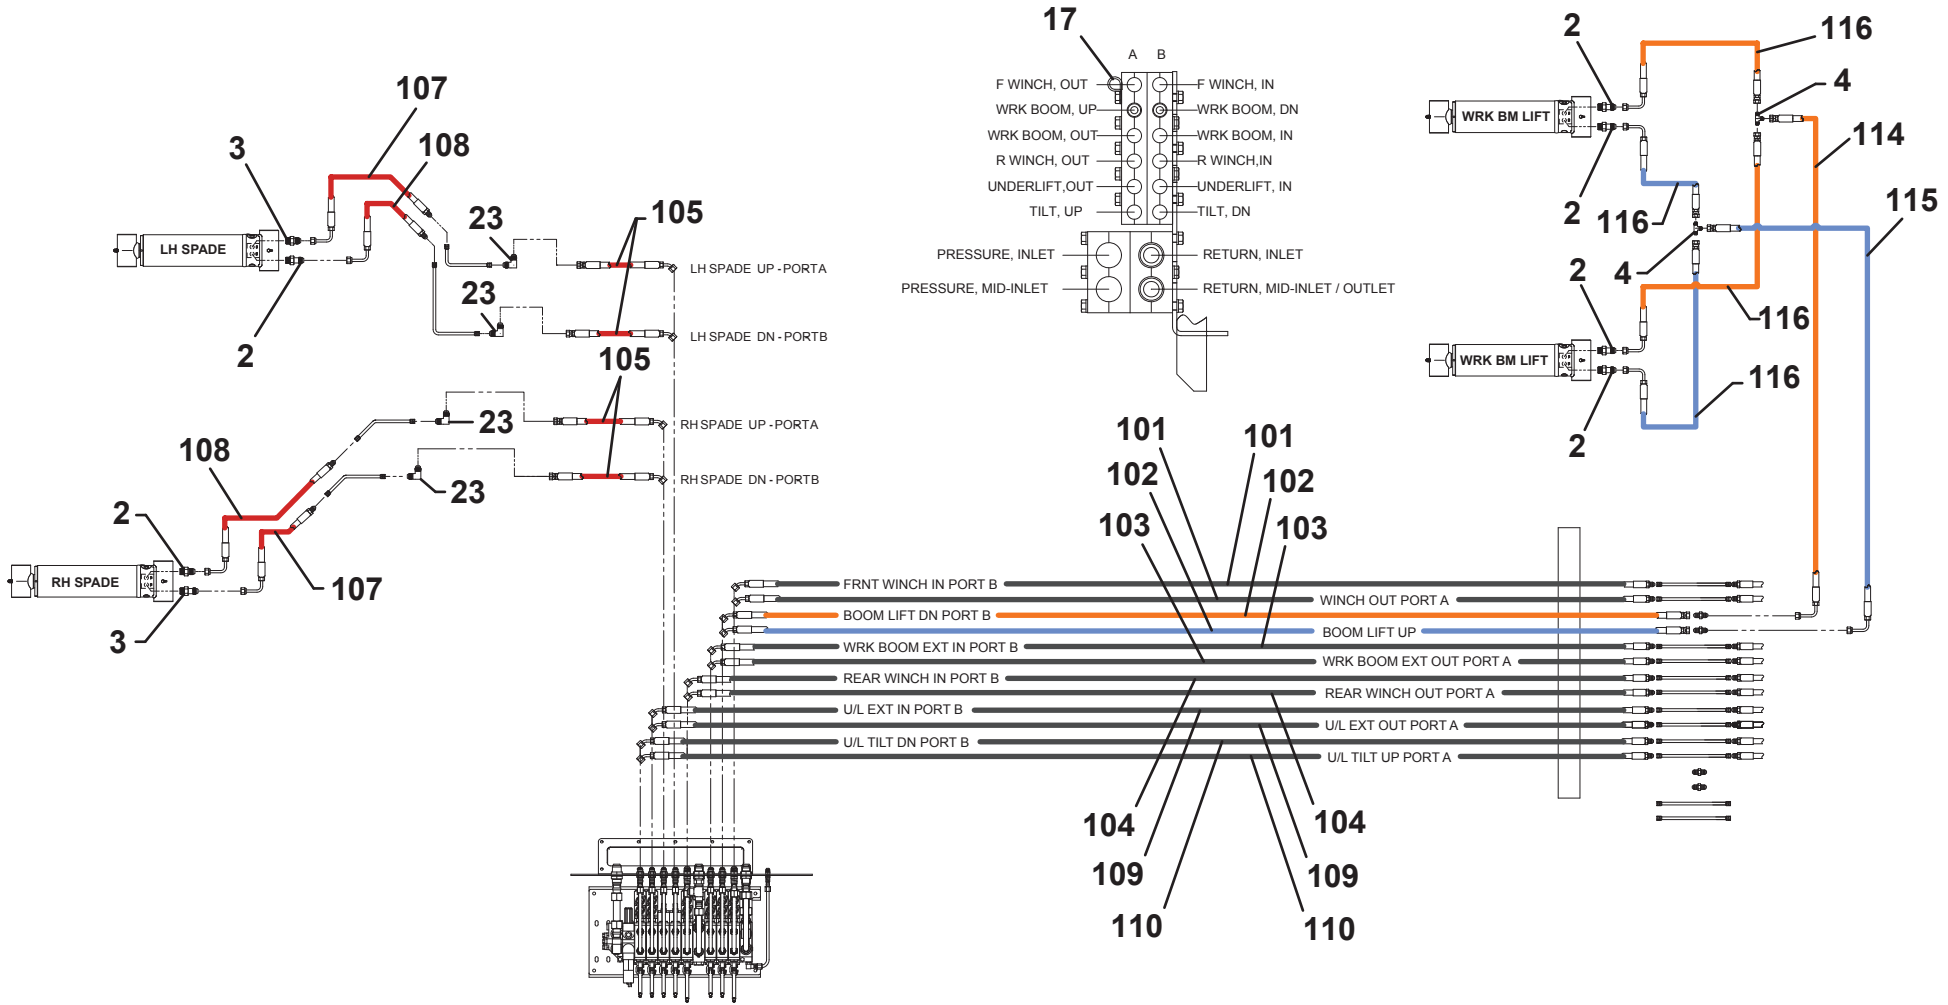 17
2
116
A B
107
F WINCH, OUT
F WINCH, IN
4
WRK BOOM, UP
WRK BOOM, DN
WRK BM LIFT
108
WRK BOOM, OUT
WRK BOOM, IN
114
3
R WINCH, OUT
R WINCH,IN
UNDERLIFT,OUT
UNDERLIFT, IN
2
116
115
23
105
TILT, UP
TILT, DN
LH SPADE
PRESSURE, INLET
RETURN, INLET
LH SPADE UP - PORTA
4
2
PRESSURE, MID-INLET
RETURN, MID-INLET / OUTLET
23
116
LH SPADE DN - PORTB
2
105
WRK BM LIFT
116
23
RH SPADE UP - PORTA
101
101
2
108
102
102
23
RH SPADE DN - PORTB
2
103
103
RH SPADE
107
3
FRNT WINCH IN PORT B
WINCH OUT PORT A
BOOM LIFT DN PORT B
BOOM LIFT UP
WRK BOOM EXT IN PORT B
WRK BOOM EXT OUT PORT A
REAR WINCH IN PORT B
REAR WINCH OUT PORT A
U/L EXT IN PORT B
U/L EXT OUT PORT A
U/L TILT DN PORT B
U/L TILT UP PORT A
104
104
109
109
110
110